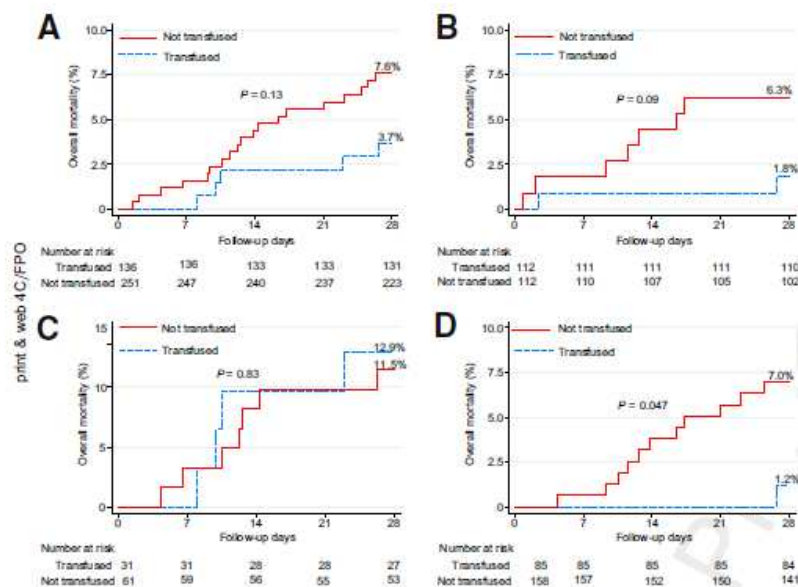 A
10.0
7.5
5.0
2.5
0
Overall mortality (%)
Not transfused
Transfused
P = 0.13
7.6%
3.7%
0 7 14 21 28
Follow-up days
Number at risk
Transfused 136 136 133 133 131
Not transfused 251 247 240 237 223
B
10.0
7.5
5.0
2.5
0
Overall mortality (%)
Not transfused
Transfused
P = 0.09
6.3%
1.8%
0 7 14 21 28
Follow-up days
Number at risk
Transfused 112 111 111 111 110
Not transfused 112 110 107 105 102
print & web 4C/FPO
C
15
10
5
0
Overall mortality (%)
Not transfused
Transfused
P = 0.83
12.9%
11.5%
0 7 14 21 28
Follow-up days
Number at risk
Transfused 31 31 28 28 27
Not transfused 61 59 56 55 53
D
10.0
7.5
5.0
2.5
0
Overall mortality (%)
Not transfused
Transfused
P = 0.047
7.0%
1.2%
0 7 14 21 28
Follow-up days
Number at risk
Transfused 85 85 85 85 84
Not transfused 158 157 152 150